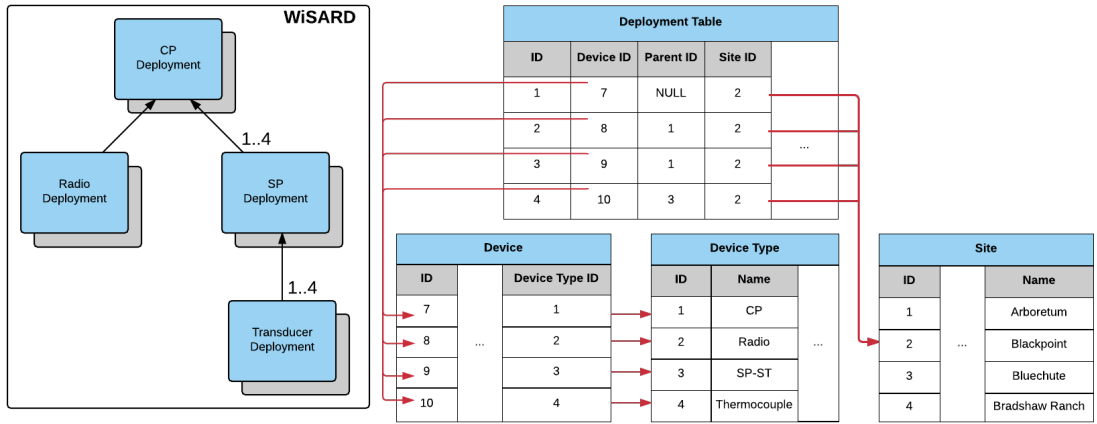 WiSARD
CP
Deployment
1..4
Radio
Deployment
SP
Deployment
1..4
Transducer
Deployment
Deployment Table
ID Device ID Parent ID Site ID
1 7 NULL 2
2 8 1 2
...
3 9 1 2
4 10 3 2
Device
ID Device Type ID
7 1
8 ... 2
9 3
10 4
Device Type
ID Name
1 CP
2 Radio ...
3 SP-ST
4 Thermocouple
Site
ID Name
1 Arboretum
2 ... Blackpoint
3 Bluechute
4 Bradshaw Ranch